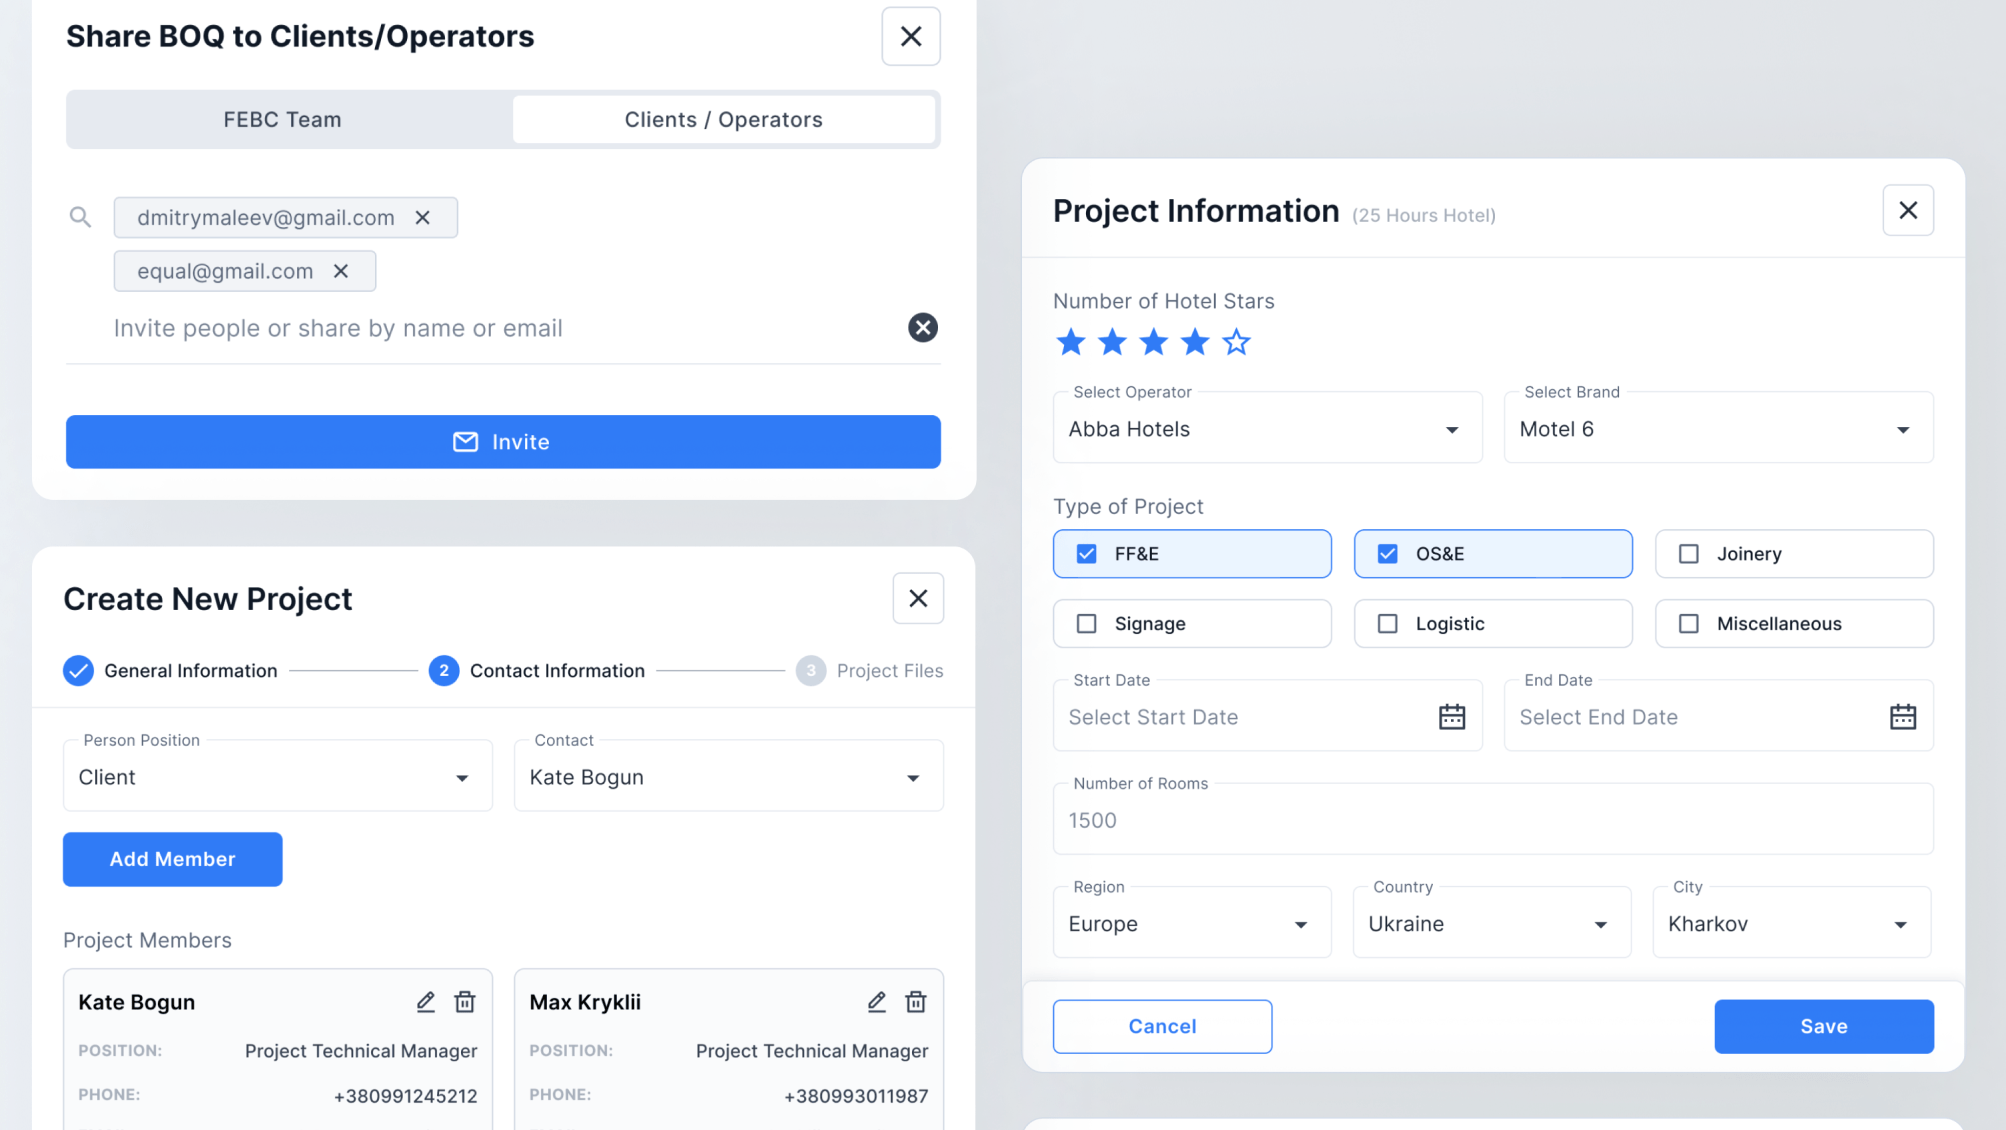 Share BOQ to Clients/Operators
FEBC Team
Clients / Operators
dmitrymaleev@gmail.com
equal@gmail.com
Invite people or share by name or email
Invite
Create New Project
General Information
2
Contact Information
3
Project Files
Person Position
Client
Contact
Kate Bogun
Add Member
Project Members
Kate Bogun
POSITION:
Project Technical Manager
PHONE:
+380991245212
Max Kryklii
POSITION:
Project Technical Manager
PHONE:
+380993011987
Project Information (25 Hours Hotel)
Number of Hotel Stars
Select Operator
Abba Hotels
Select Brand
Motel 6
Type of Project
FF&E
OS&E
Joinery
Signage
Logistic
Miscellaneous
Start Date
Select Start Date
End Date
Select End Date
Number of Rooms
1500
Region
Europe
Country
Ukraine
City
Kharkov
Cancel
Save